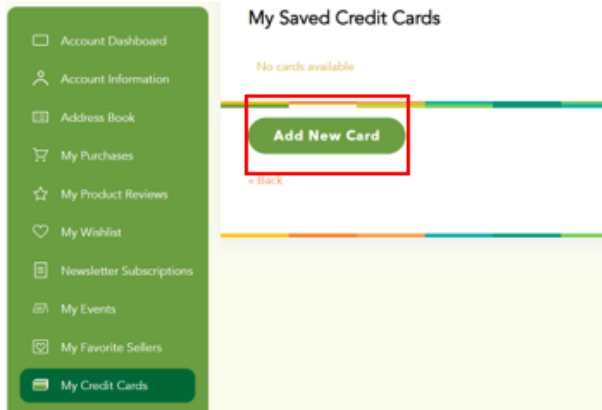 Account Dashboard
Account Information
Address Book
My Purchases
My Product Reviews
My Wishlist
Newsletter Subscriptions
My Events
My Favorite Sellers
My Credit Cards
My Saved Credit Cards
No cards available
Add New Card
« Back